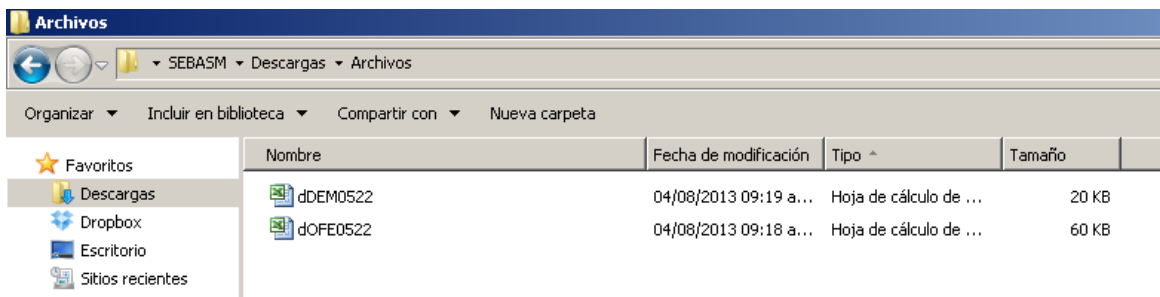 Archivos
SEBASM Descargas Archivos
Organizar Incluir en biblioteca Compartir con Nueva carpeta
Favoritos
Descargas
Dropbox
Escritorio
Sitios recientes
Nombre Fecha de modificación Tipo Tamaño
dDEM0522 04/08/2013 09:19 a... Hoja de cálculo de ... 20 KB
dOFE0522 04/08/2013 09:18 a... Hoja de cálculo de ... 60 KB